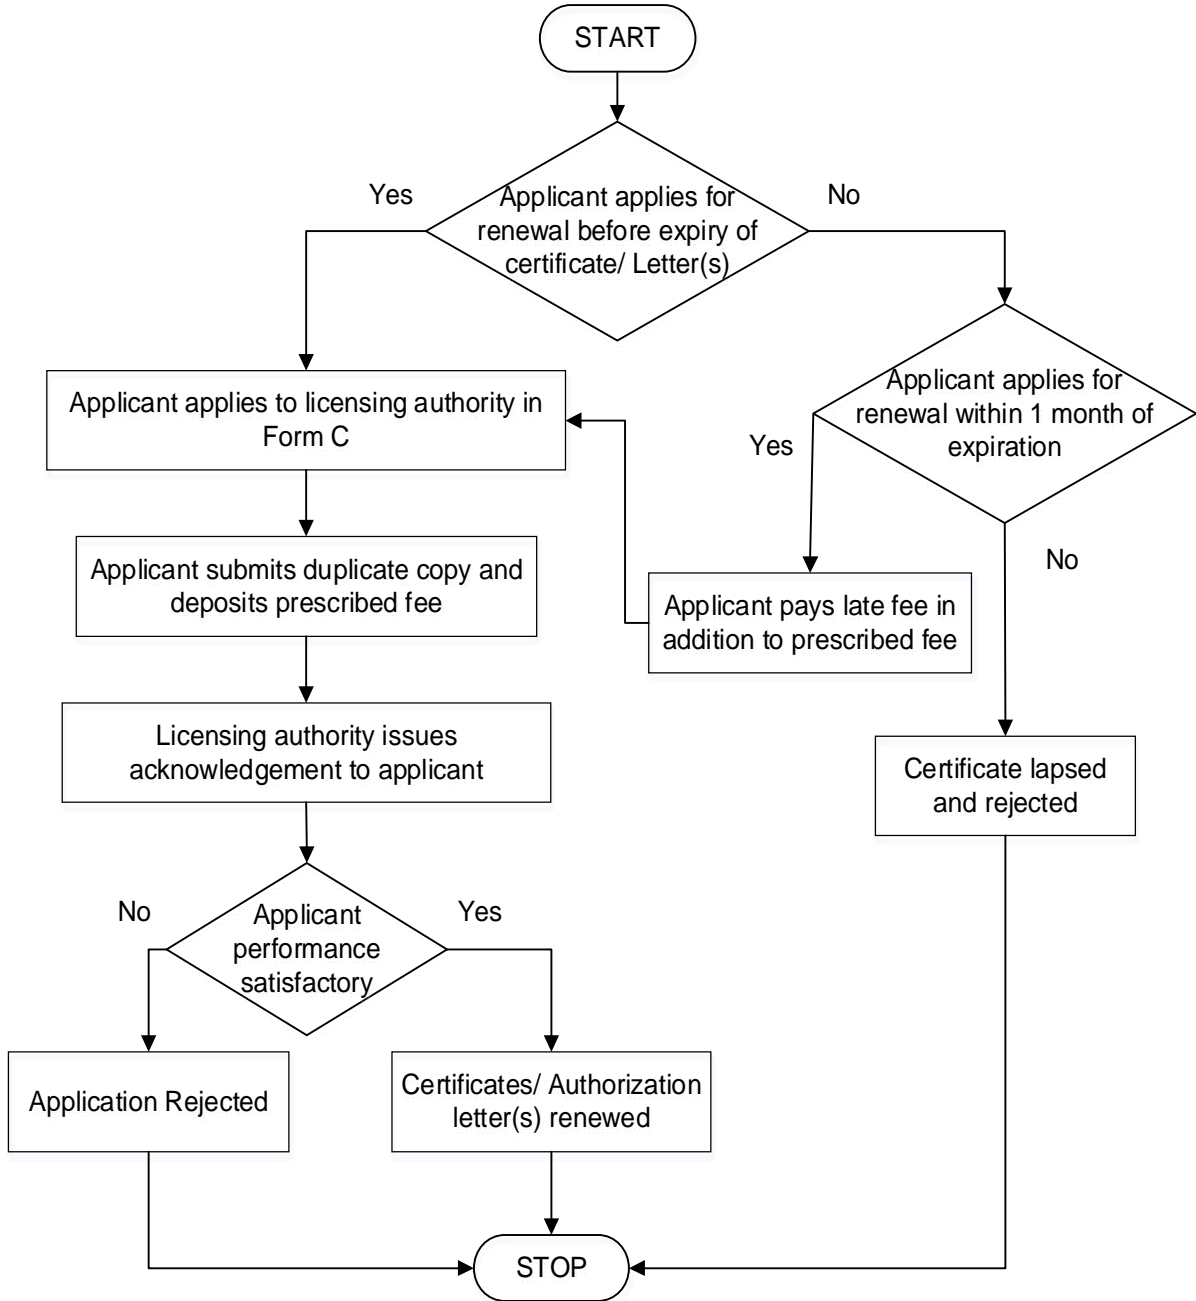 START
Yes
Applicant applies for
renewal before expiry of
certificate/ Letter(s)
No
Applicant applies to licensing authority in
Form C
Applicant applies for
renewal within 1 month of
expiration
Yes
No
Applicant submits duplicate copy and
deposits prescribed fee
Applicant pays late fee in
addition to prescribed fee
Licensing authority issues
acknowledgement to applicant
Certificate lapsed
and rejected
No
Applicant
performance
satisfactory
Yes
Application Rejected
Certificates/ Authorization
letter(s) renewed
STOP